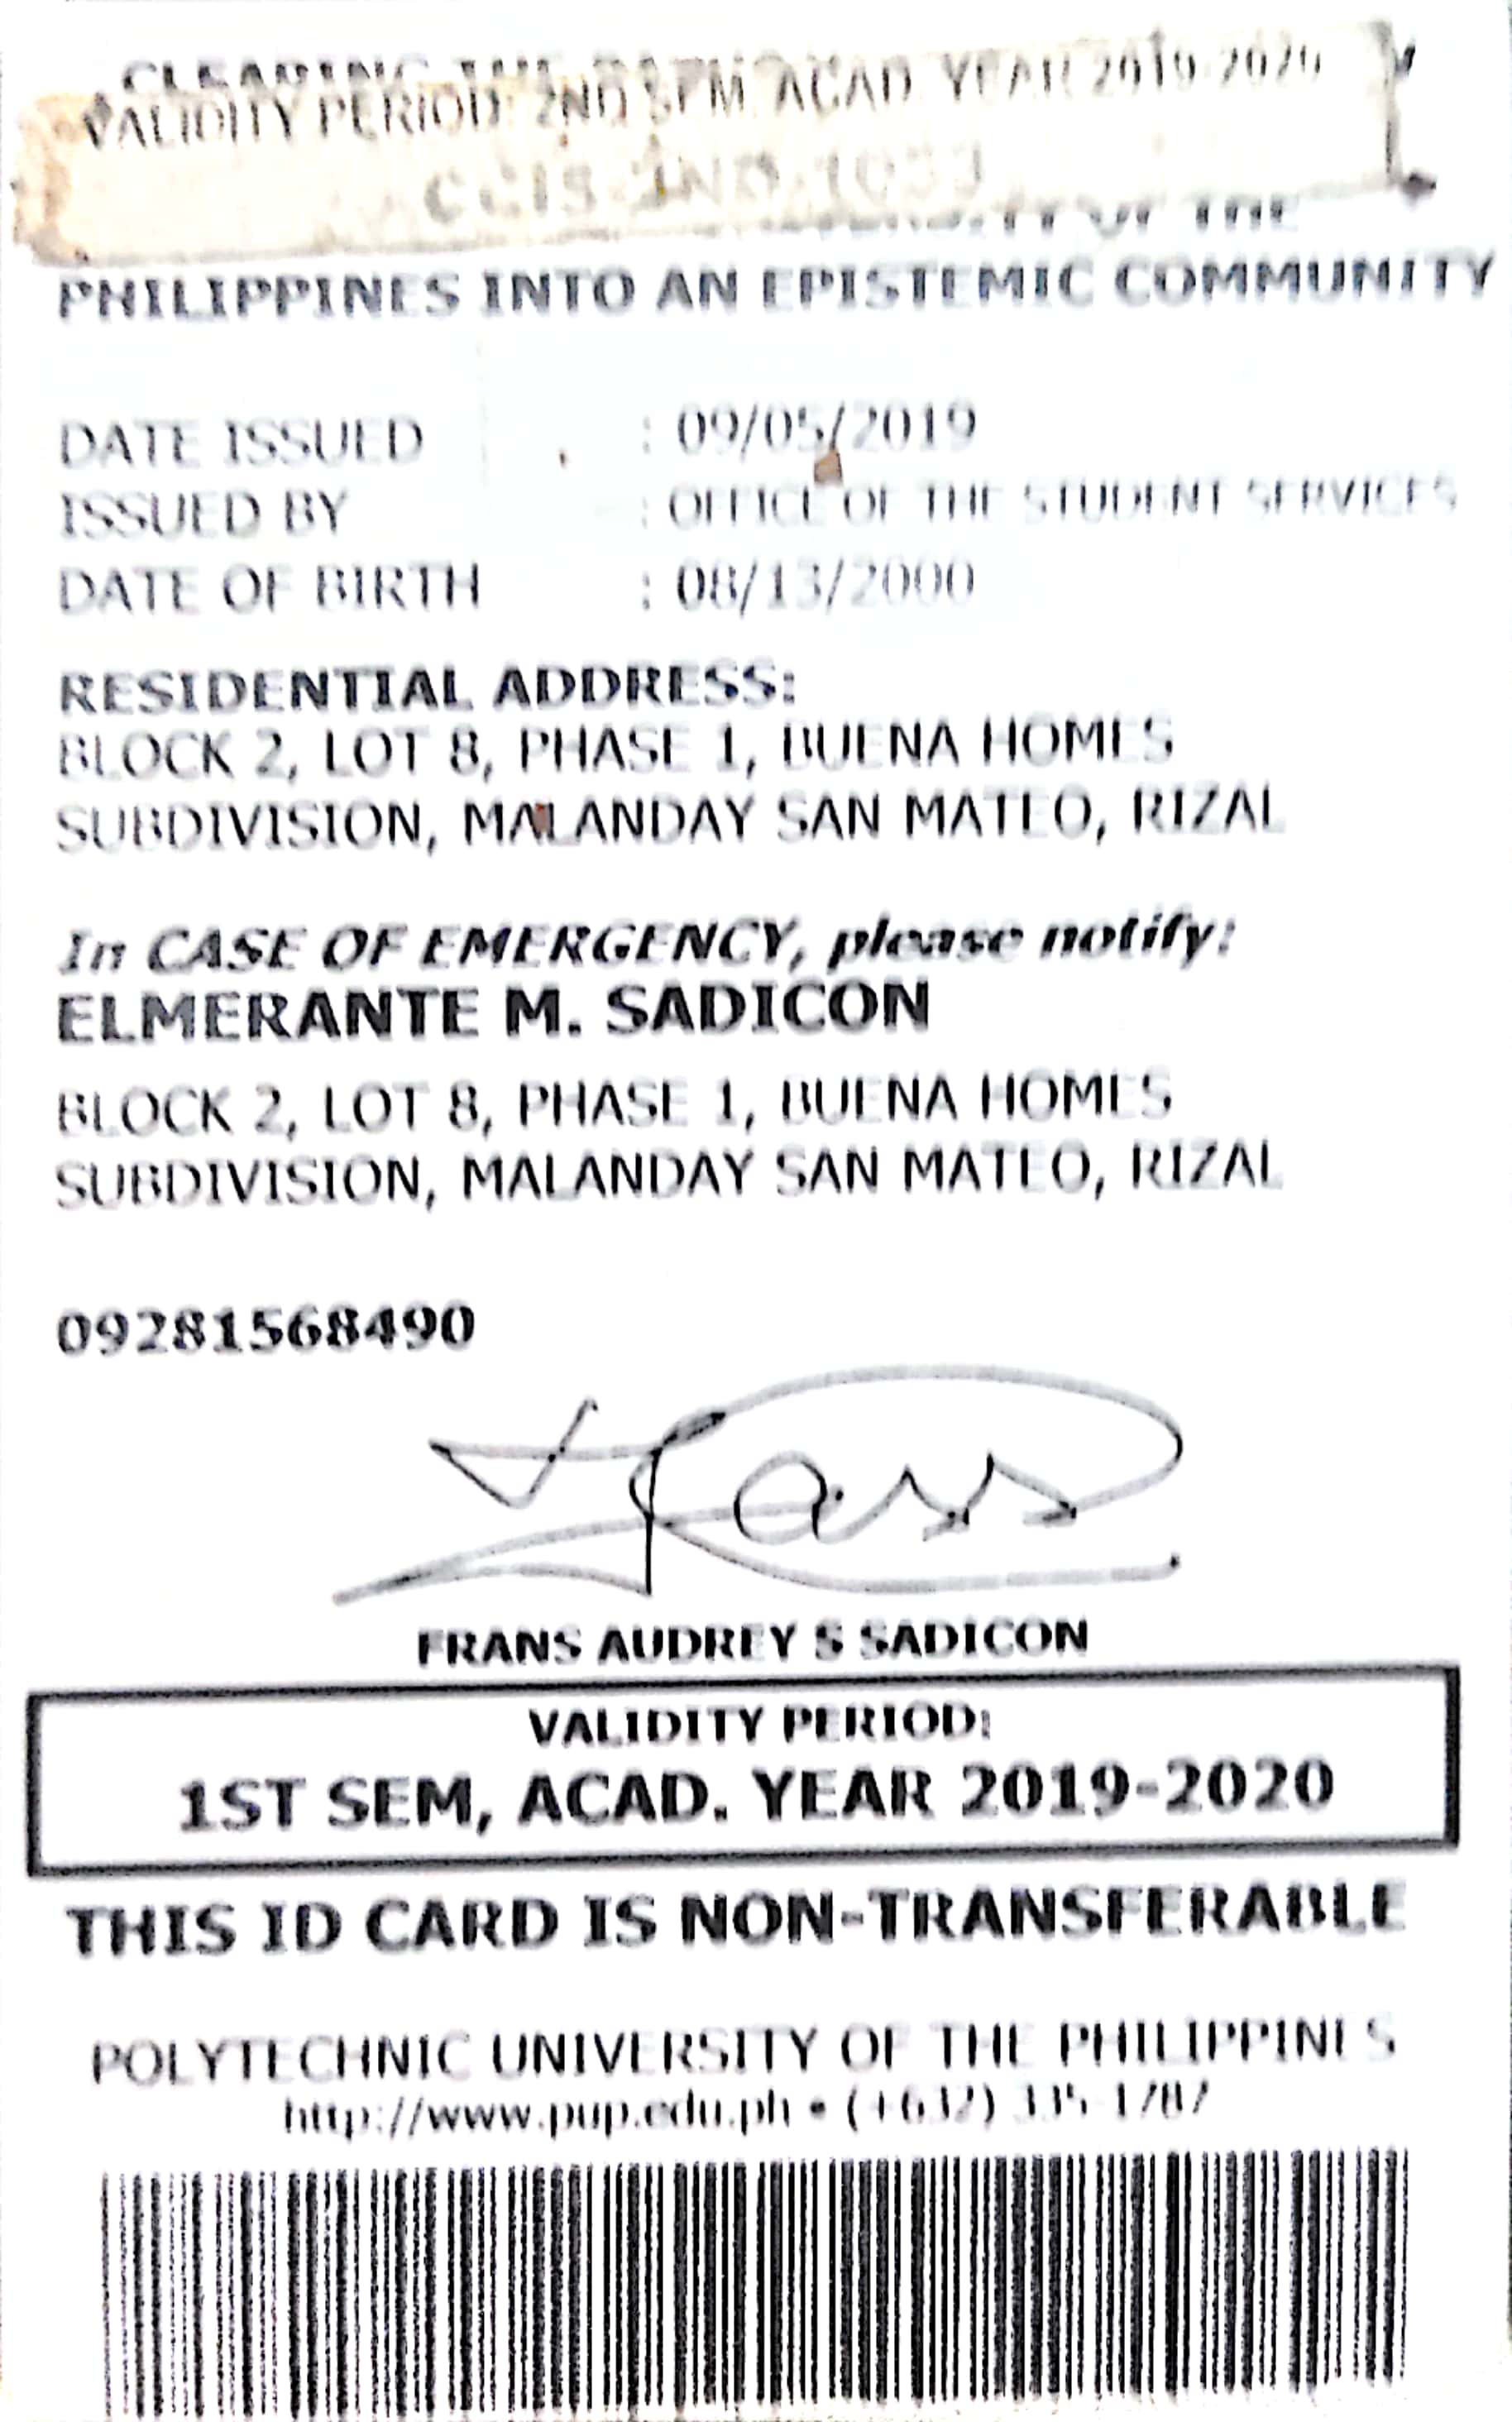 CLEARING THE
VALIDITY PERIOD: 2ND SEM ACAD YEAR 2019-2020
CCIS 2ND
OF THE
PHILIPPINES INTO AN EPISTEMIC COMMUNITY
DATE ISSUED : 09/05/2019
ISSUED BY : OFFICE OF THE STUDENT SERVICES
DATE OF BIRTH : 08/13/2000
RESIDENTIAL ADDRESS:
BLOCK 2, LOT 8, PHASE 1, BUENA HOMES
SUBDIVISION, MALANDAY SAN MATEO, RIZAL
In CASE OF EMERGENCY, please notify:
ELMERANTE M. SADICON
BLOCK 2, LOT 8, PHASE 1, BUENA HOMES
SUBDIVISION, MALANDAY SAN MATEO, RIZAL
09281568490
FRANS AUDREY S SADICON
VALIDITY PERIOD:
1ST SEM, ACAD. YEAR 2019-2020
THIS ID CARD IS NON-TRANSFERABLE
POLYTECHNIC UNIVERSITY OF THE PHILIPPINES
http://www.pup.edu.ph • (+632) 335-1787